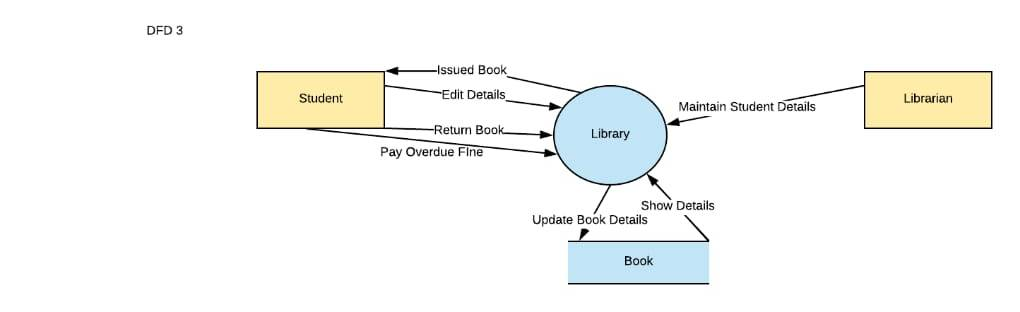 DFD 3
Issued Book
Student
Edit Details
Librarian
Maintain Student Details
Return Book
Library
Pay Overdue FIne
Show Details
Update Book Details
Book